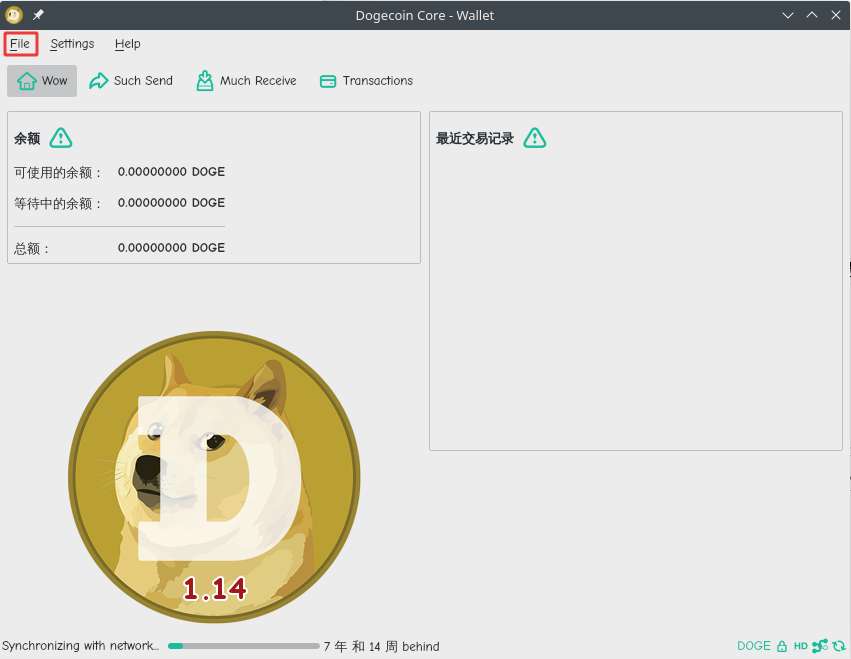 Dogecoin Core - Wallet
File Settings Help
Wow Such Send Much Receive Transactions
余额
可使用的余额： 0.00000000 DOGE
等待中的余额： 0.00000000 DOGE
总额： 0.00000000 DOGE
最近交易记录
D
1.14
Synchronizing with network... 7 年 和 14 周 behind
DOGE HD